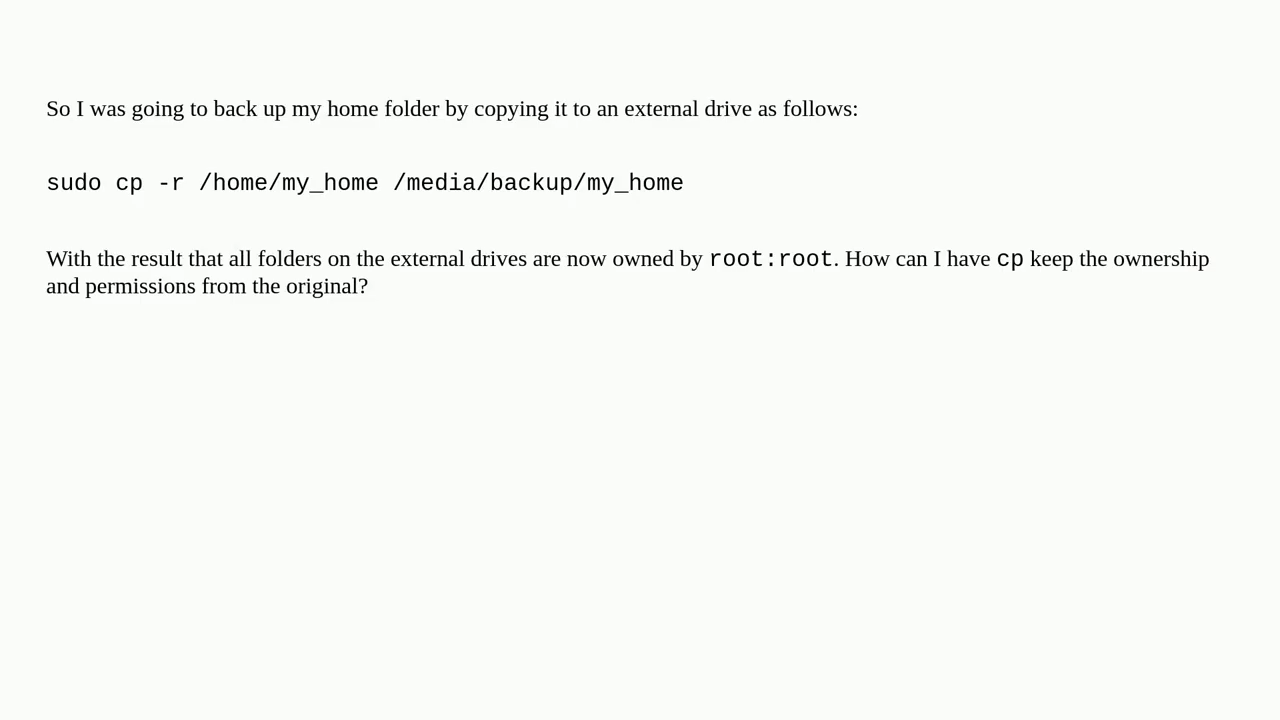 So I was going to back up my home folder by copying it to an external drive as follows:
sudo cp -r /home/my_home /media/backup/my_home
With the result that all folders on the external drives are now owned by root:root. How can I have cp keep the ownership
and permissions from the original?